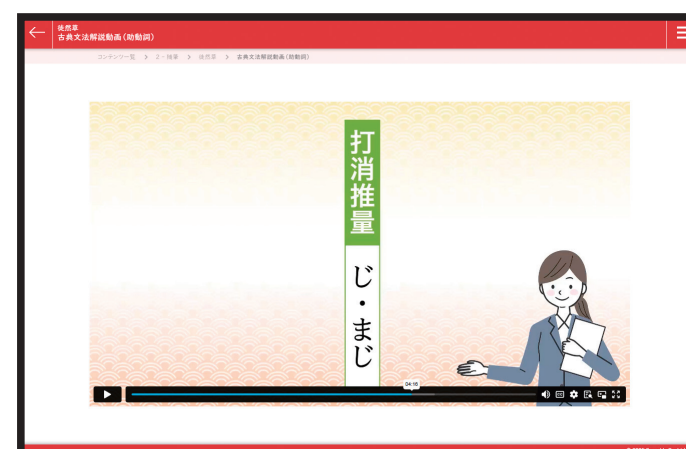 徒然草
古典文法解説動画(助動詞)
コンテンツ一覧 > 2-随筆 > 徒然草 > 古典文法解説動画(助動詞)
打消推量
じ・まじ
04:16